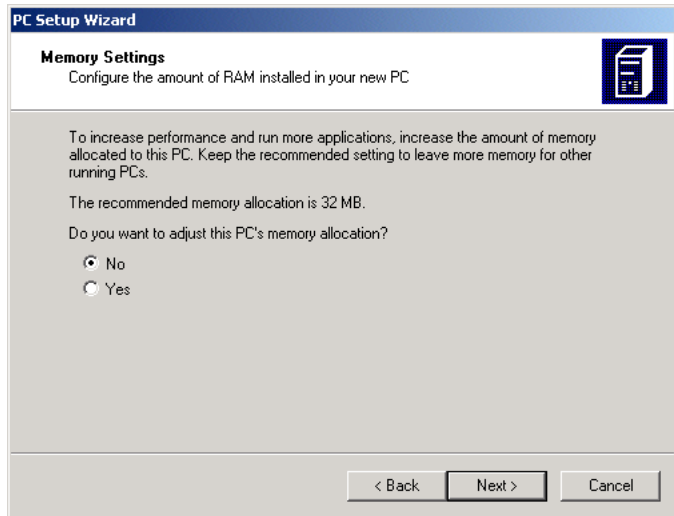 PC Setup Wizard
Memory Settings
Configure the amount of RAM installed in your new PC
To increase performance and run more applications, increase the amount of memory
allocated to this PC. Keep the recommended setting to leave more memory for other
running PCs.
The recommended memory allocation is 32 MB.
Do you want to adjust this PC's memory allocation?
No
Yes
< Back Next > Cancel